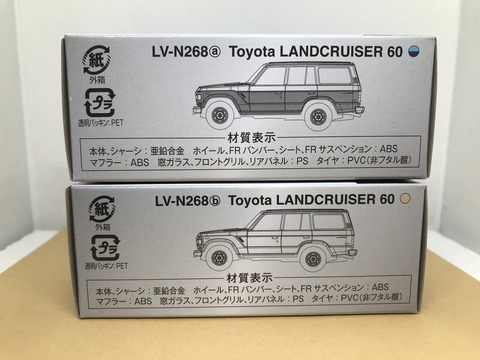 LV-N268ⓐ Toyota LANDCRUISER 60
紙
外箱
プラ
透明パッキン:PET
材質表示
本体、シャーシ:亜鉛合金 ホイール、FRバンパー、シート、FRサスペンション:ABS
マフラー:ABS 窓ガラス、フロントグリル、リアパネル:PS タイヤ:PVC(非フタル酸)
LV-N268ⓑ Toyota LANDCRUISER 60
紙
外箱
プラ
透明パッキン:PET
材質表示
本体、シャーシ:亜鉛合金 ホイール、FRバンパー、シート、FRサスペンション:ABS
マフラー:ABS 窓ガラス、フロントグリル、リアパネル:PS タイヤ:PVC(非フタル酸)